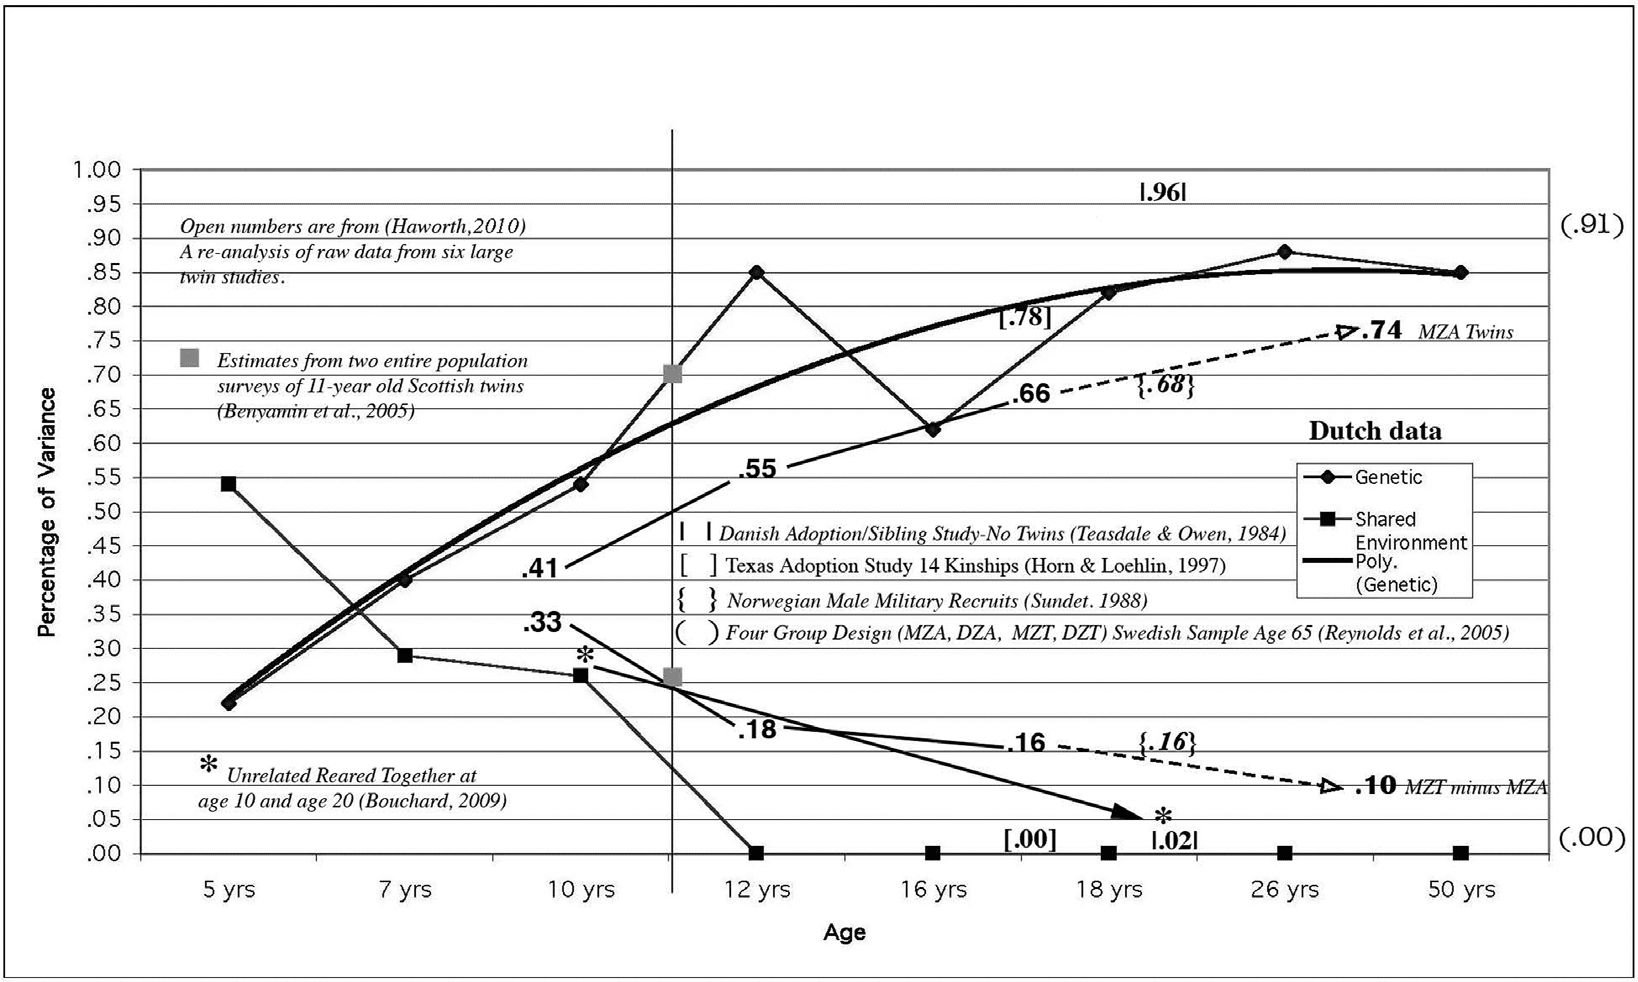 1.00
.95
.90
.85
.80
.75
.70
.65
.60
.55
.50
.45
.40
.35
.30
.25
.20
.15
.10
.05
.00
Percentage of Variance
Open numbers are from (Haworth,2010)
A re-analysis of raw data from six large
twin studies.
Estimates from two entire population
surveys of 11-year old Scottish twins
(Benyamin et al., 2005)
|.96|
(.91)
[.78]
.74 MZA Twins
.66
{.68}
.55
.41
Dutch data
Genetic
Shared
Environment
Poly.
(Genetic)
| | Danish Adoption/Sibling Study-No Twins (Teasdale & Owen, 1984)
[ ] Texas Adoption Study 14 Kinships (Horn & Loehlin, 1997)
{ } Norwegian Male Military Recruits (Sundet. 1988)
( ) Four Group Design (MZA, DZA, MZT, DZT) Swedish Sample Age 65 (Reynolds et al., 2005)
.33
*
.18
.16
{.16}
.10 MZT minus MZA
* Unrelated Reared Together at
age 10 and age 20 (Bouchard, 2009)
*
[.00]
|.02|
(.00)
5 yrs
7 yrs
10 yrs
12 yrs
16 yrs
18 yrs
26 yrs
50 yrs
Age